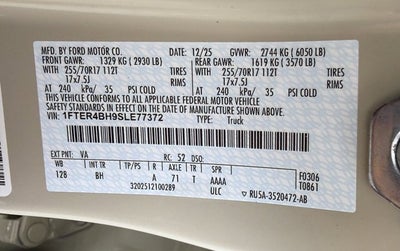 MFD. BY FORD MOTOR CO. 12/25 GVWR: 2744 KG (6050 LB)
FRONT GAWR: 1329 KG (2930 LB) REAR GAWR: 1619 KG (3570 LB)
WITH 255/70R17 112T TIRES WITH 255/70R17 112T TIRES
17x7.5J RIMS 17x7.5J RIMS
AT 240 kPa/ 35 PSI COLD AT 240 kPa/ 35 PSI COLD
THIS VEHICLE CONFORMS TO ALL APPLICABLE FEDERAL MOTOR VEHICLE
SAFETY STANDARDS IN EFFECT ON THE DATE OF MANUFACTURE SHOWN ABOVE.
VIN: 1FTER4BH9SLE77372 TYPE: Truck
F0306
T0861
EXT PNT: VA RC: 52 DSO:
WB INT TR TP/PS R AXLE TR SPR
128 BH A 71 T AAAA
3202512100289 ULC ▽ RU5A-3520472-AB